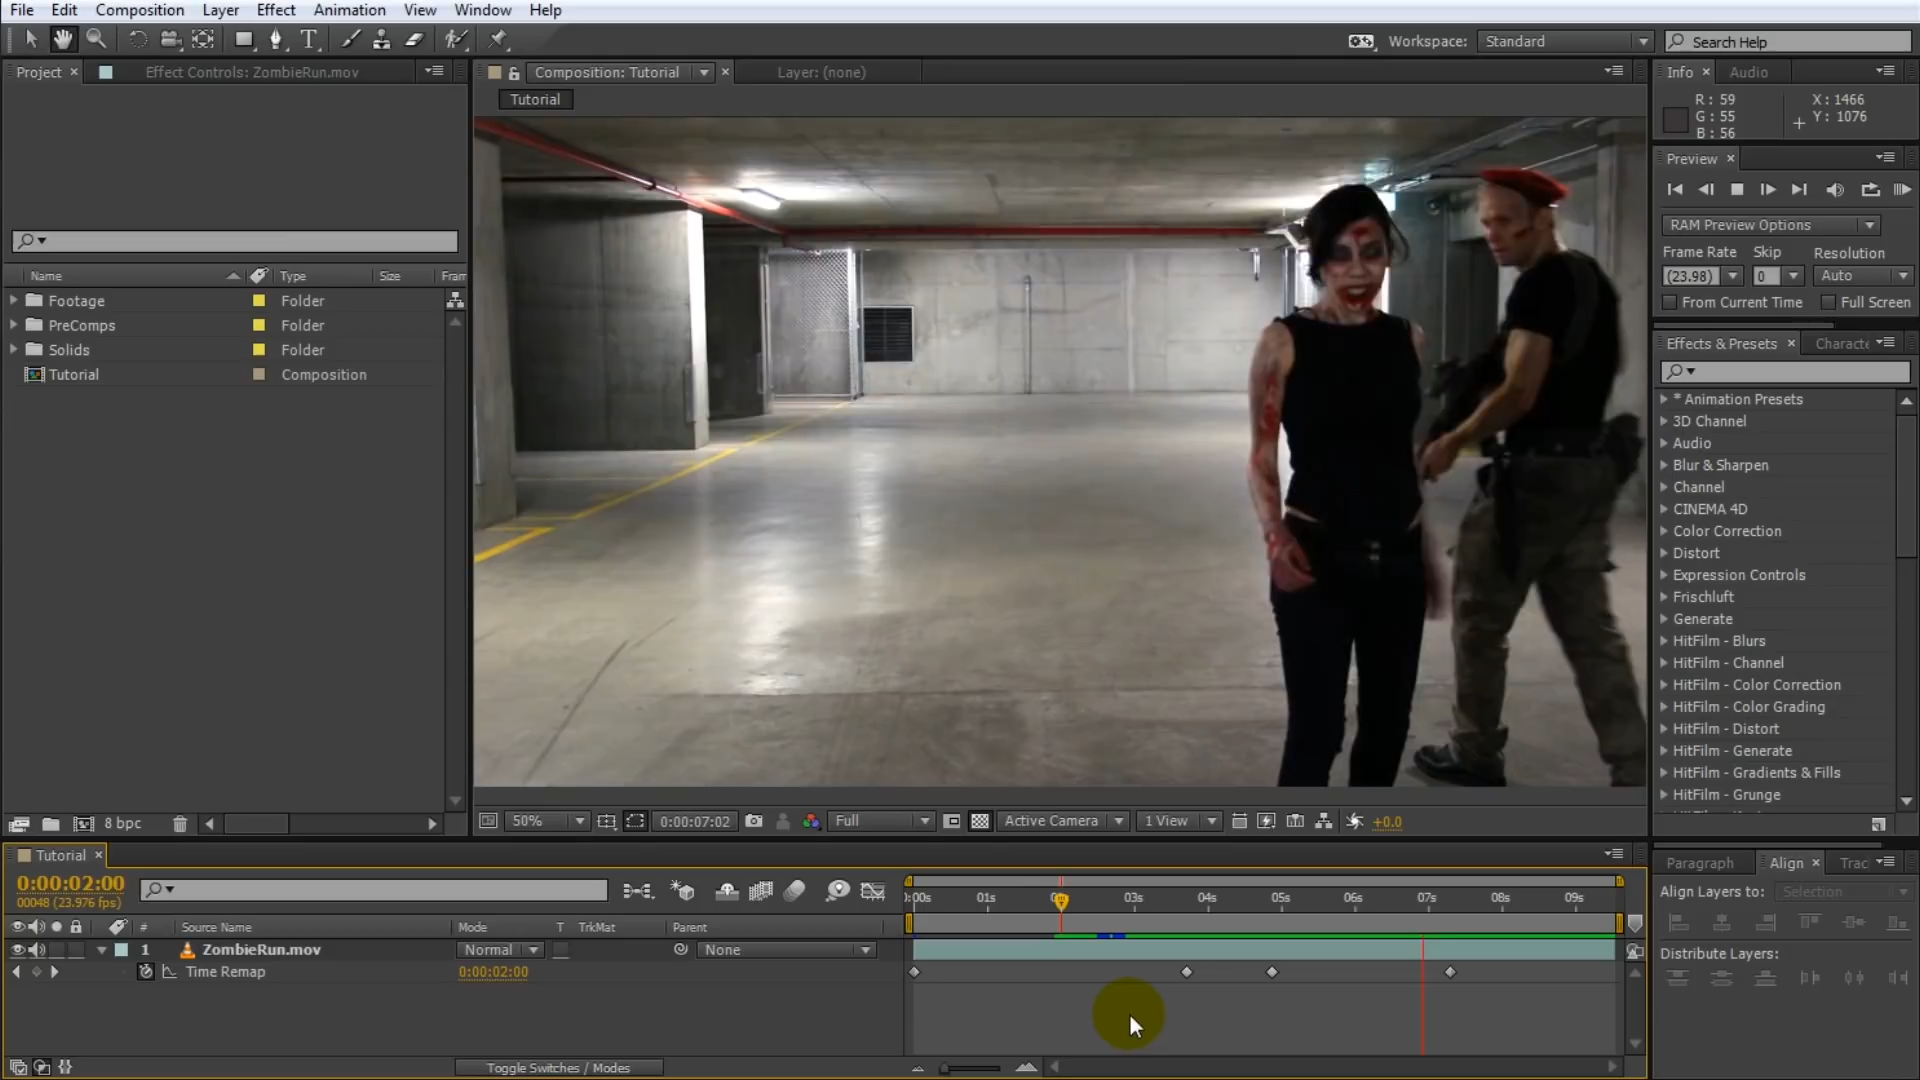 File Edit Composition Layer Effect Animation View Window Help
Workspace: Standard Search Help
Project × Effect Controls: ZombieRun.mov
Composition: Tutorial × Layer: (none)
Info × Audio
Tutorial
R: 59 X: 1466
G: 55 Y: 1076
B: 56
Preview ×
RAM Preview Options
Frame Rate Skip Resolution
(23.98) 0 Auto
From Current Time Full Screen
Name Type Size Fram
Footage Folder
PreComps Folder
Solids Folder
Tutorial Composition
Effects & Presets × Characte
* Animation Presets
3D Channel
Audio
Blur & Sharpen
Channel
CINEMA 4D
Color Correction
Distort
Expression Controls
Frischluft
Generate
HitFilm - Blurs
HitFilm - Channel
HitFilm - Color Correction
HitFilm - Color Grading
HitFilm - Distort
HitFilm - Generate
HitFilm - Gradients & Fills
HitFilm - Grunge
8 bpc
50% 0:00:07:02 Full Active Camera 1 View +0.0
Tutorial ×
Paragraph Align × Trac
0:00:02:00
00048 (23.976 fps)
:00s 01s 03s 04s 05s 06s 07s 08s 09s
Align Layers to: Selection
# Source Name Mode T TrkMat Parent
1 ZombieRun.mov Normal None
Time Remap 0:00:02:00
Distribute Layers:
Toggle Switches / Modes